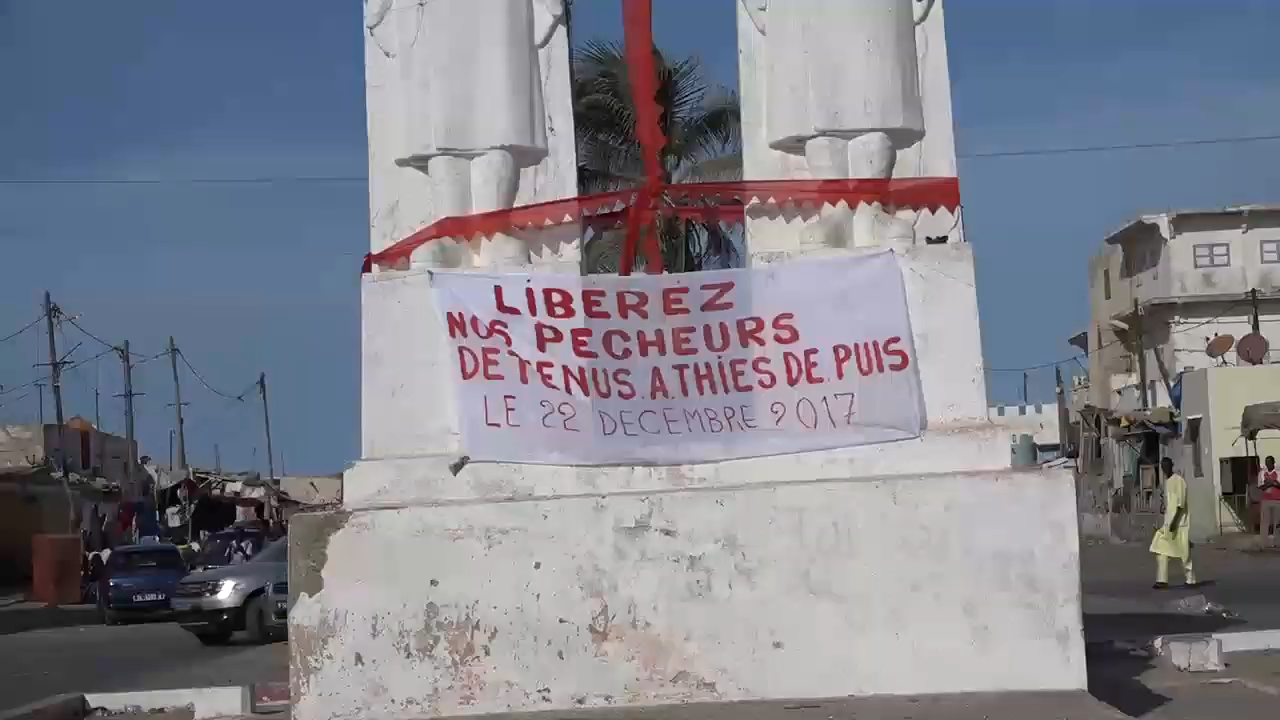 LIBEREZ
NOS PECHEURS
DETENUS.A.THIES DE.PUIS
LE 22 DECEMBRE 2017